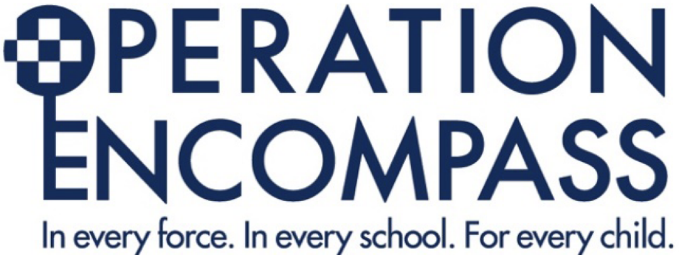 OPERATION
ENCOMPASS
In every force. In every school. For every child.